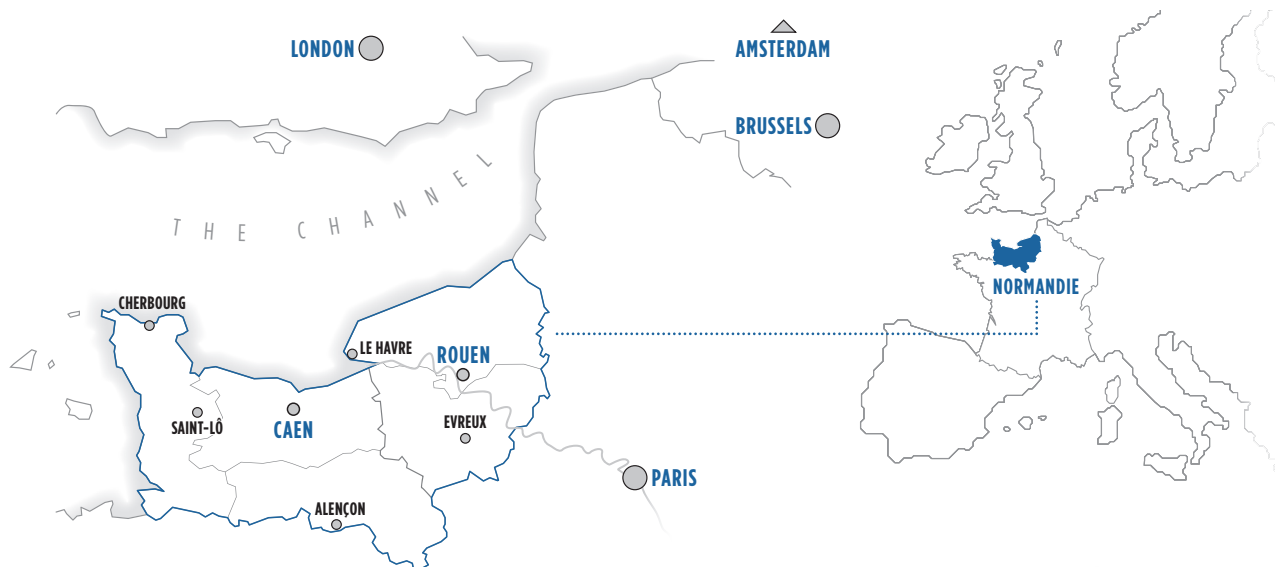 LONDON
AMSTERDAM
BRUSSELS
THE CHANNEL
NORMANDIE
CHERBOURG
LE HAVRE
ROUEN
SAINT-LÔ
CAEN
EVREUX
PARIS
ALENÇON